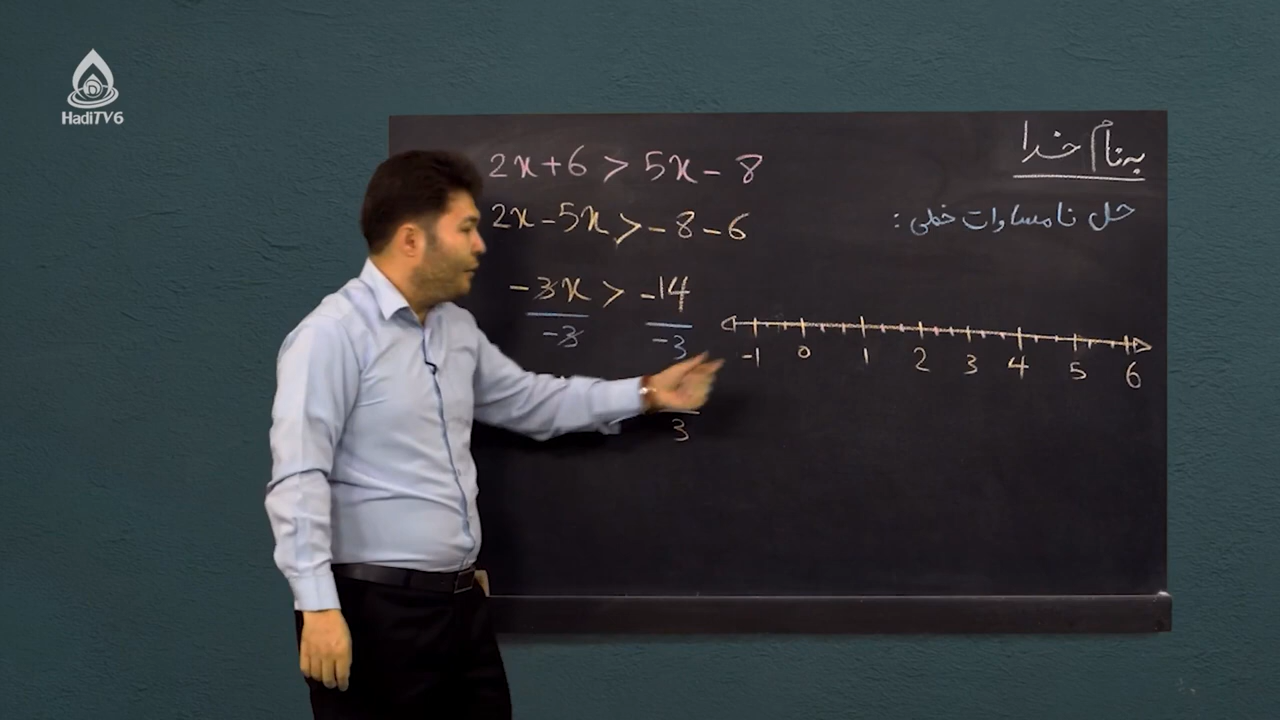 HadiTV6
به نام خدا
حل نامساوات خطی :
2x+6 > 5x-8
2x-5x > -8-6
-3x > -14
-3 -3
3
-1 0 1 2 3 4 5 6